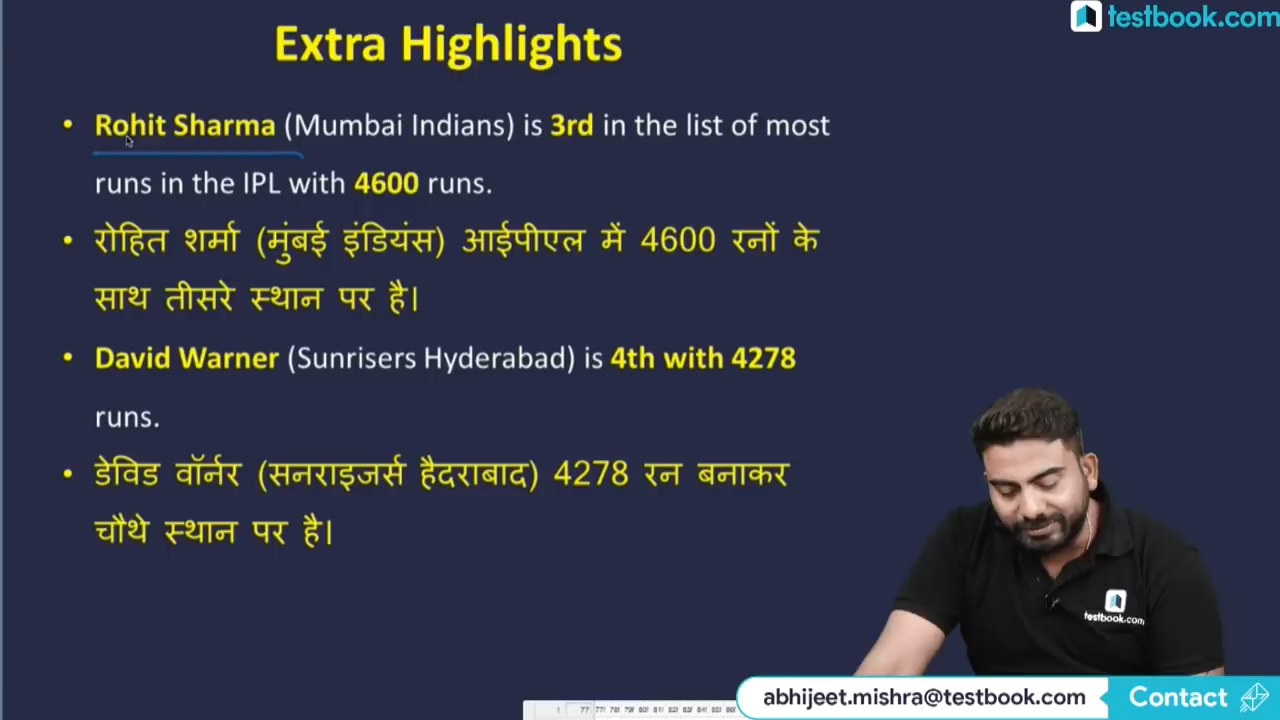 testbook.com
Extra Highlights
• Rohit Sharma (Mumbai Indians) is 3rd in the list of most
runs in the IPL with 4600 runs.
• रोहित शर्मा (मुंबई इंडियंस) आईपीएल में 4600 रनों के
साथ तीसरे स्थान पर है।
• David Warner (Sunrisers Hyderabad) is 4th with 4278
runs.
• डेविड वॉर्नर (सनराइजर्स हैदराबाद) 4278 रन बनाकर
चौथे स्थान पर है।
testbook.com
abhijeet.mishra@testbook.com Contact